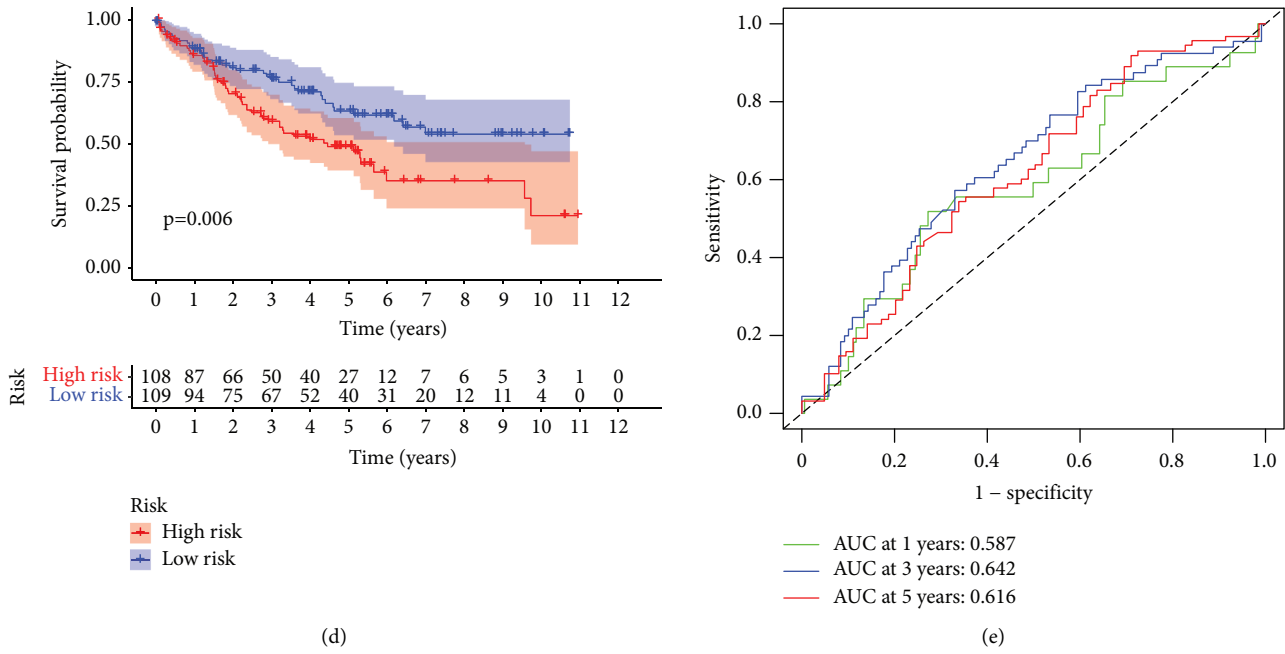 1.00
0.75
0.50
0.25
0.00
Survival probability
p=0.006
0 1 2 3 4 5 6 7 8 9 10 11 12
Time (years)
Risk
High risk 108 87 66 50 40 27 12 7 6 5 3 1 0
Low risk 109 94 75 67 52 40 31 20 12 11 4 0 0
0 1 2 3 4 5 6 7 8 9 10 11 12
Time (years)
Risk
High risk
Low risk
(d)
1.0
0.8
0.6
0.4
0.2
0.0
Sensitivity
0 0.2 0.4 0.6 0.8 1.0
1 − specificity
AUC at 1 years: 0.587
AUC at 3 years: 0.642
AUC at 5 years: 0.616
(e)